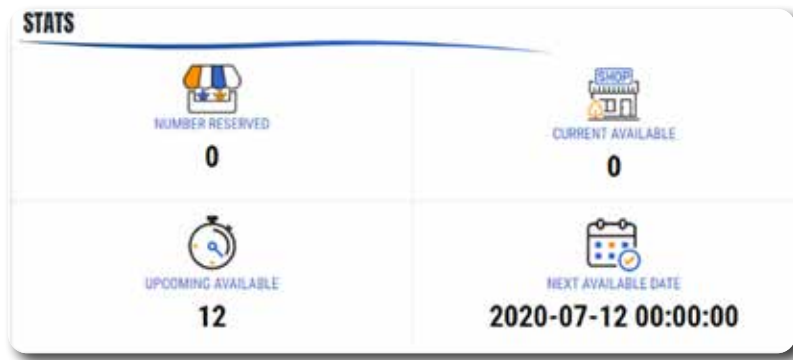 STATS
NUMBER RESERVED
0
SHOP
CURRENT AVAILABLE
0
UPCOMING AVAILABLE
12
NEXT AVAILABLE DATE
2020-07-12 00:00:00